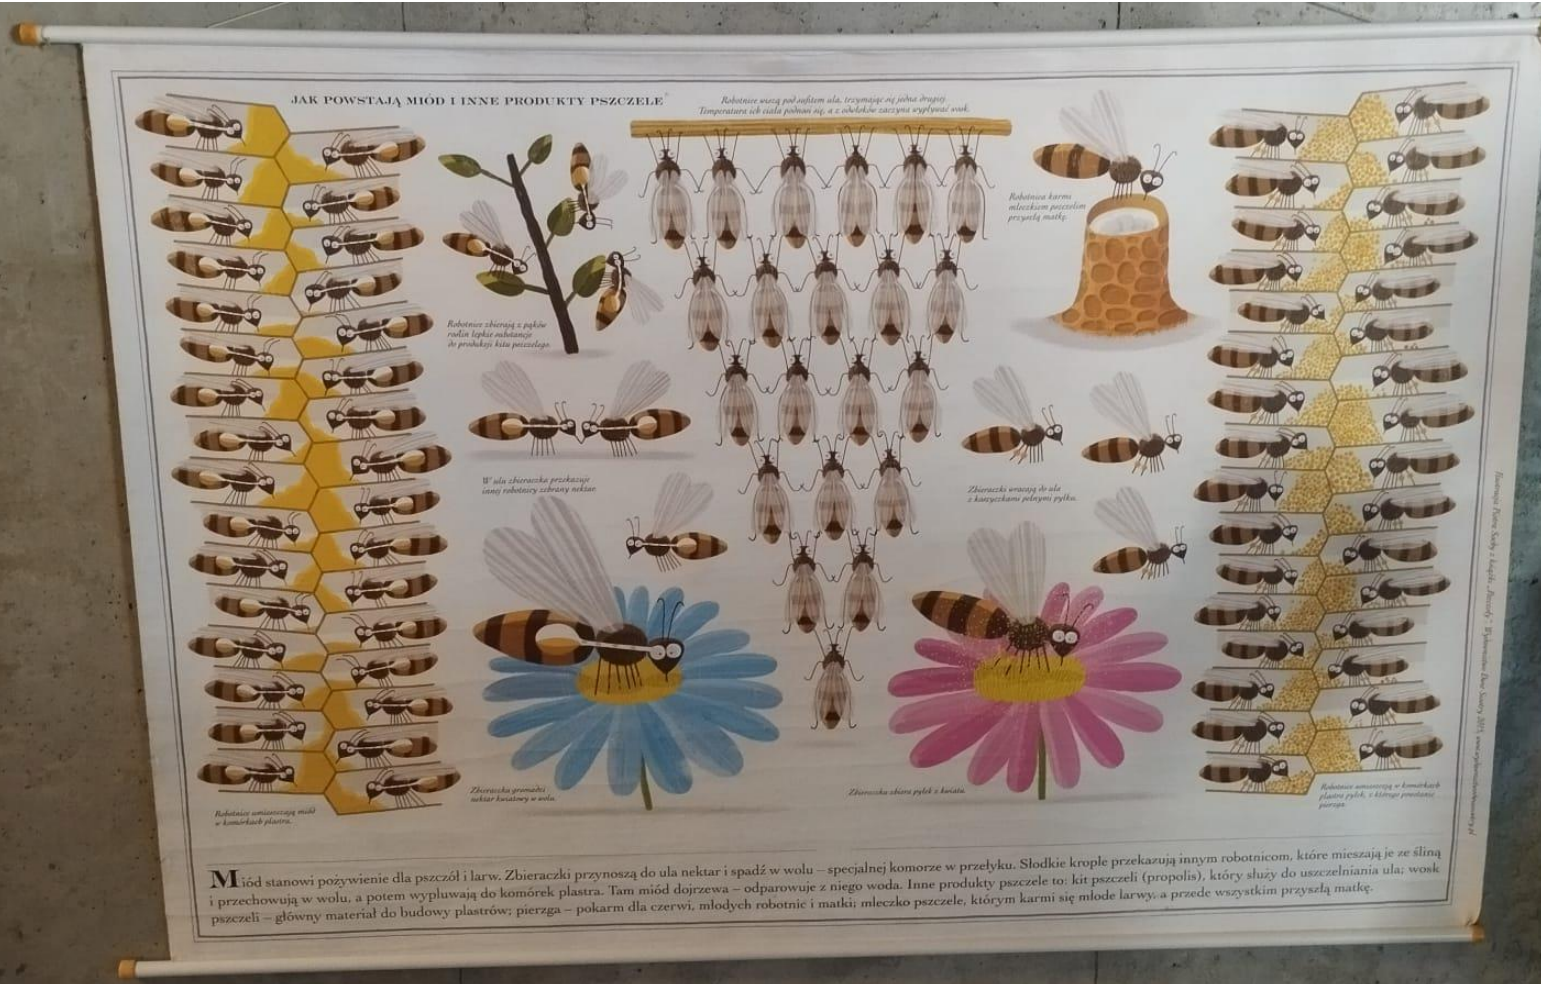 JAK POWSTAJĄ MIÓD I INNE PRODUKTY PSZCZELE
Robotnice wiszą pod sufitem ula, trzymając się jedna drugiej.
Temperatura ich ciała podnosi się, a z odwłoków zaczyna wypływać wosk.
Robotnica karmi
mleczkiem pszczelim
przyszłą matkę.
Robotnice zbierają z pąków
roślin lepkie substancje
do produkcji kitu pszczelego.
W ulu zbieraczka przekazuje
innej robotnicy zebrany nektar.
Zbieraczki wracają do ula
z koszyczkami pełnymi pyłku.
Zbieraczka gromadzi
nektar kwiatowy w wolu.
Zbieraczka zbiera pyłek z kwiatu.
Robotnice umieszczają miód
w komórkach plastra.
Robotnice umieszczają w komórkach
plastra pyłek, z którego powstanie
pierzga.
Miód stanowi pożywienie dla pszczół i larw. Zbieraczki przynoszą do ula nektar i spadź w wolu – specjalnej komorze w przełyku. Słodkie krople przekazują innym robotnicom, które mieszają je ze śliną
i przechowują w wolu, a potem wypluwają do komórek plastra. Tam miód dojrzewa – odparowuje z niego woda. Inne produkty pszczele to: kit pszczeli (propolis), który służy do uszczelniania ula; wosk
pszczeli – główny materiał do budowy plastrów; pierzga – pokarm dla czerwi, młodych robotnic i matki; mleczko pszczele, którym karmi się młode larwy, a przede wszystkim przyszłą matkę.